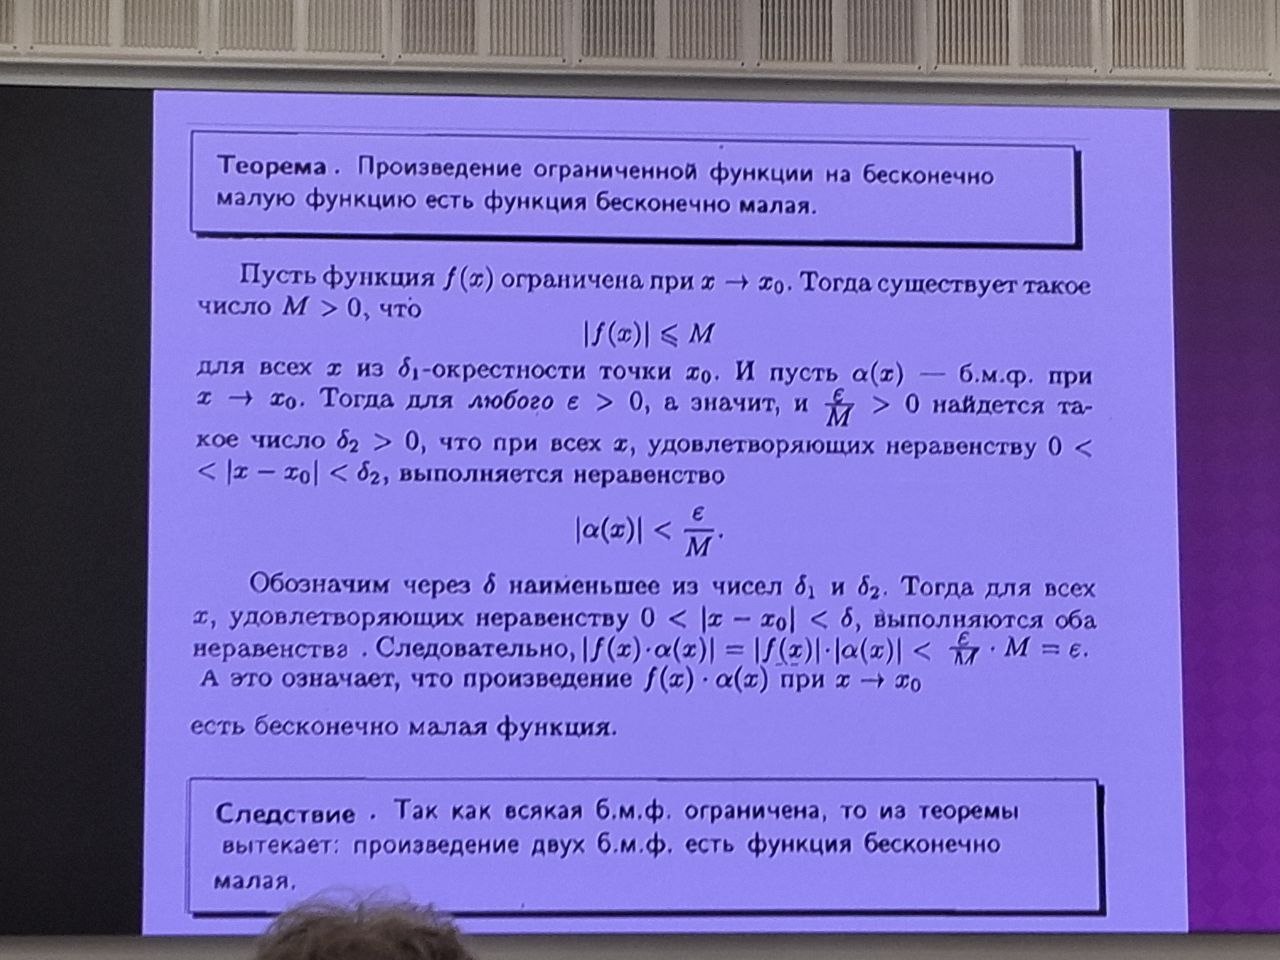 Теорема . Произведение ограниченной функции на бесконечно
малую функцию есть функция бесконечно малая.
Пусть функция f(x) ограничена при x → x₀. Тогда существует такое
число M > 0, что
|f(x)| ⩽ M
для всех x из δ₁-окрестности точки x₀. И пусть α(x) — б.м.ф. при
x → x₀. Тогда для любого ε > 0, а значит, и ε/M > 0 найдется та-
кое число δ₂ > 0, что при всех x, удовлетворяющих неравенству 0 <
< |x − x₀| < δ₂, выполняется неравенство
|α(x)| < ε/M.
Обозначим через δ наименьшее из чисел δ₁ и δ₂. Тогда для всех
x, удовлетворяющих неравенству 0 < |x − x₀| < δ, выполняются оба
неравенства . Следовательно, |f(x)·α(x)| = |f(x)|·|α(x)| < ε/M · M = ε.
А это означает, что произведение f(x) · α(x) при x → x₀
есть бесконечно малая функция.
Следствие . Так как всякая б.м.ф. ограничена, то из теоремы
вытекает: произведение двух б.м.ф. есть функция бесконечно
малая.